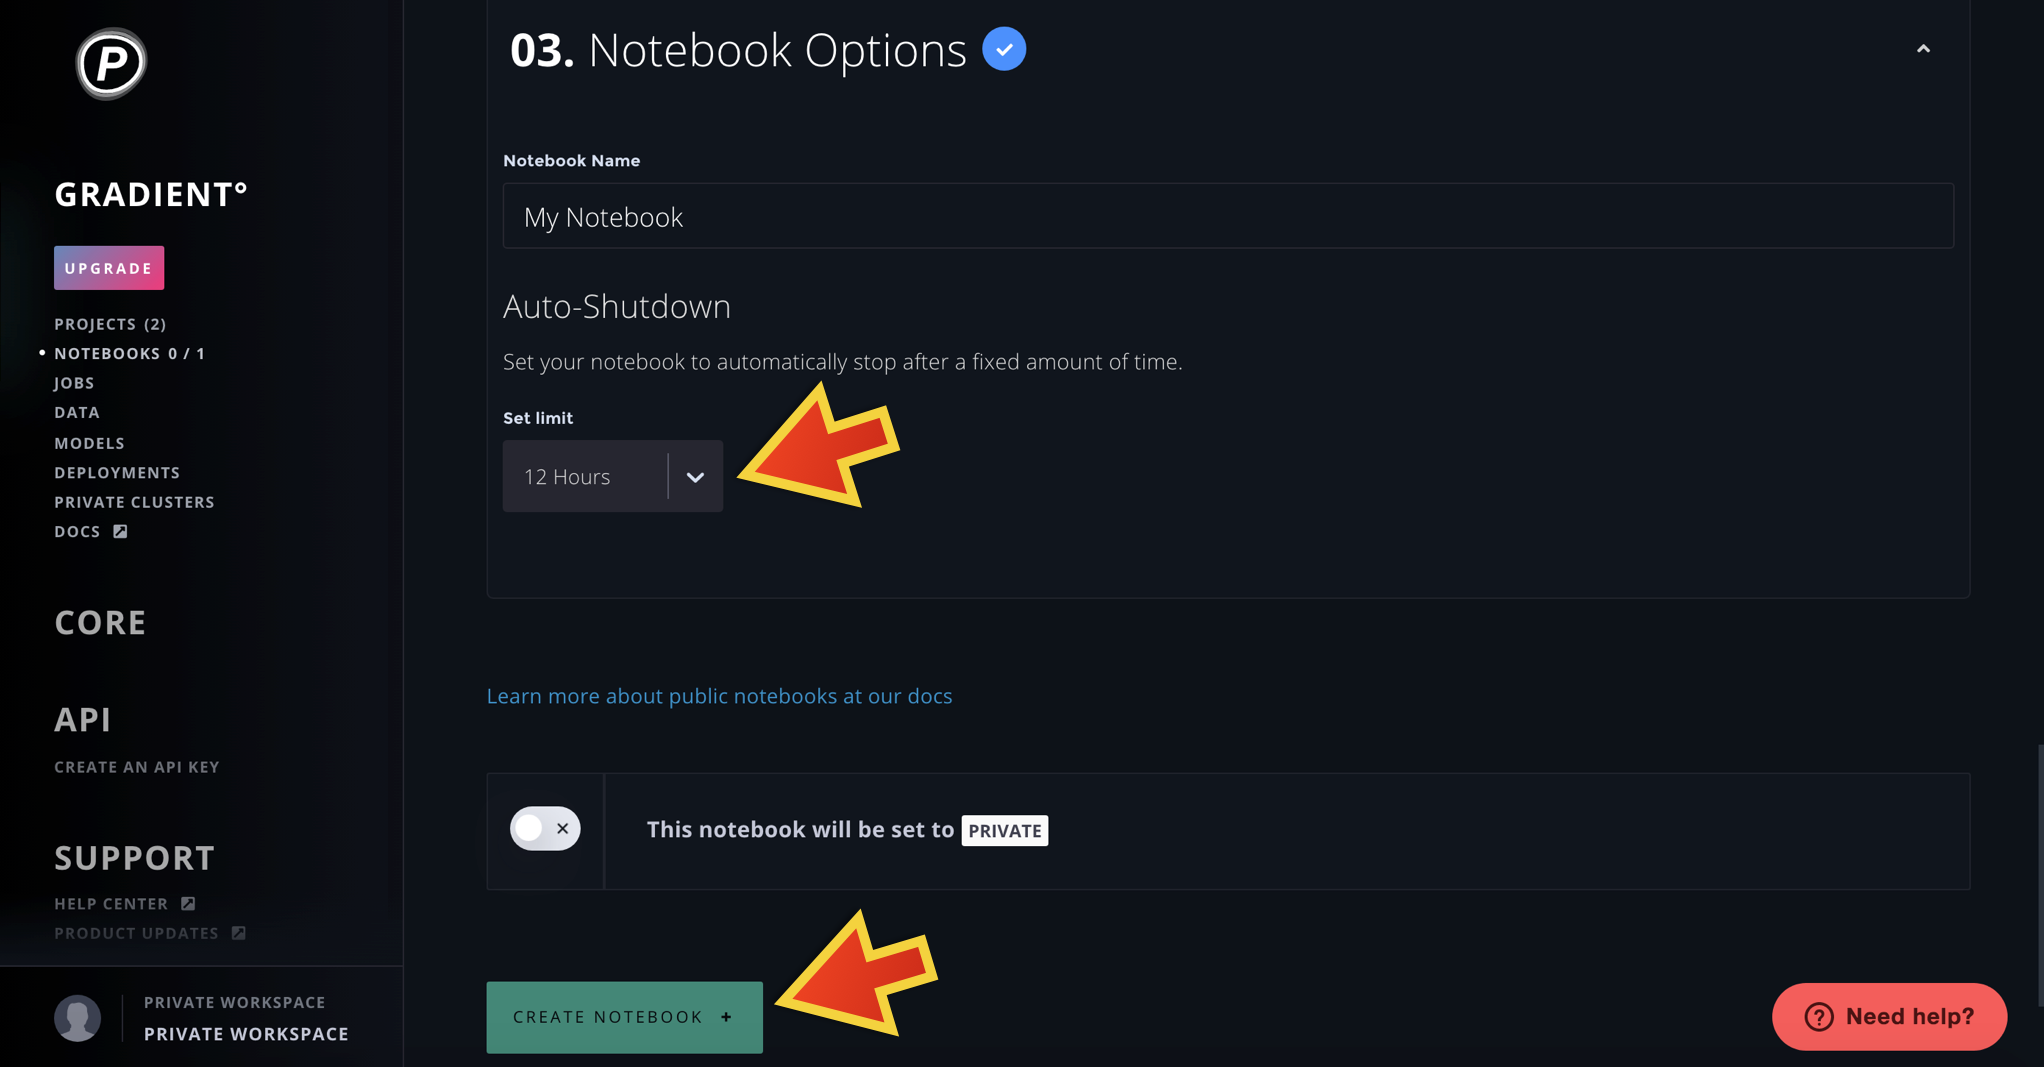 P
GRADIENT°
UPGRADE
PROJECTS (2)
NOTEBOOKS 0 / 1
JOBS
DATA
MODELS
DEPLOYMENTS
PRIVATE CLUSTERS
DOCS
CORE
API
CREATE AN API KEY
SUPPORT
HELP CENTER
PRODUCT UPDATES
PRIVATE WORKSPACE
PRIVATE WORKSPACE
03. Notebook Options
Notebook Name
My Notebook
Auto-Shutdown
Set your notebook to automatically stop after a fixed amount of time.
Set limit
12 Hours
Learn more about public notebooks at our docs
This notebook will be set to PRIVATE
CREATE NOTEBOOK +
Need help?